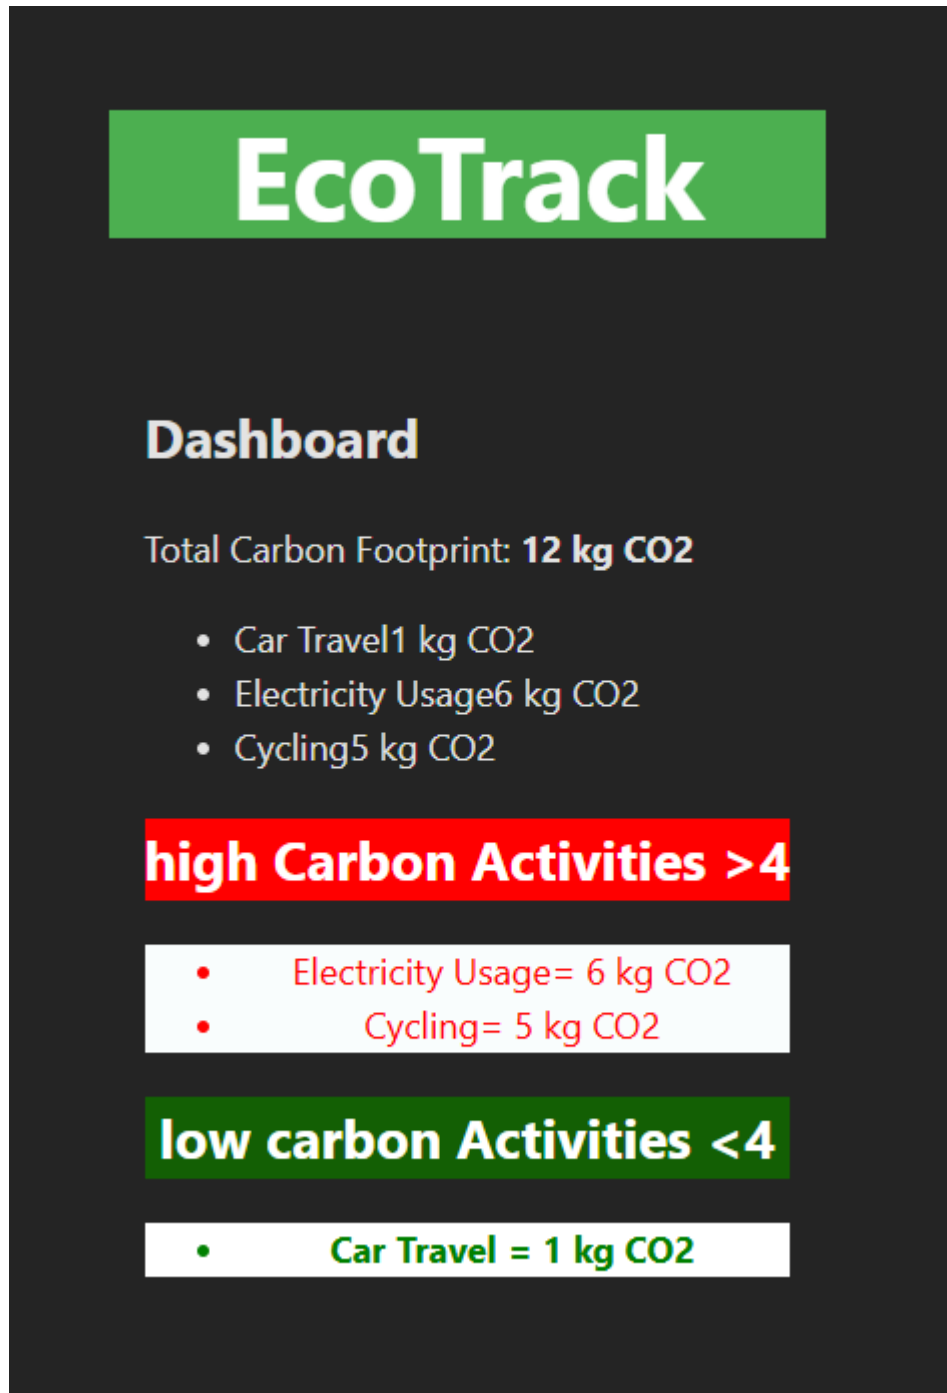 EcoTrack
Dashboard
Total Carbon Footprint: 12 kg CO2
• Car Travel1 kg CO2
• Electricity Usage6 kg CO2
• Cycling5 kg CO2
high Carbon Activities >4
• Electricity Usage= 6 kg CO2
• Cycling= 5 kg CO2
low carbon Activities <4
• Car Travel = 1 kg CO2